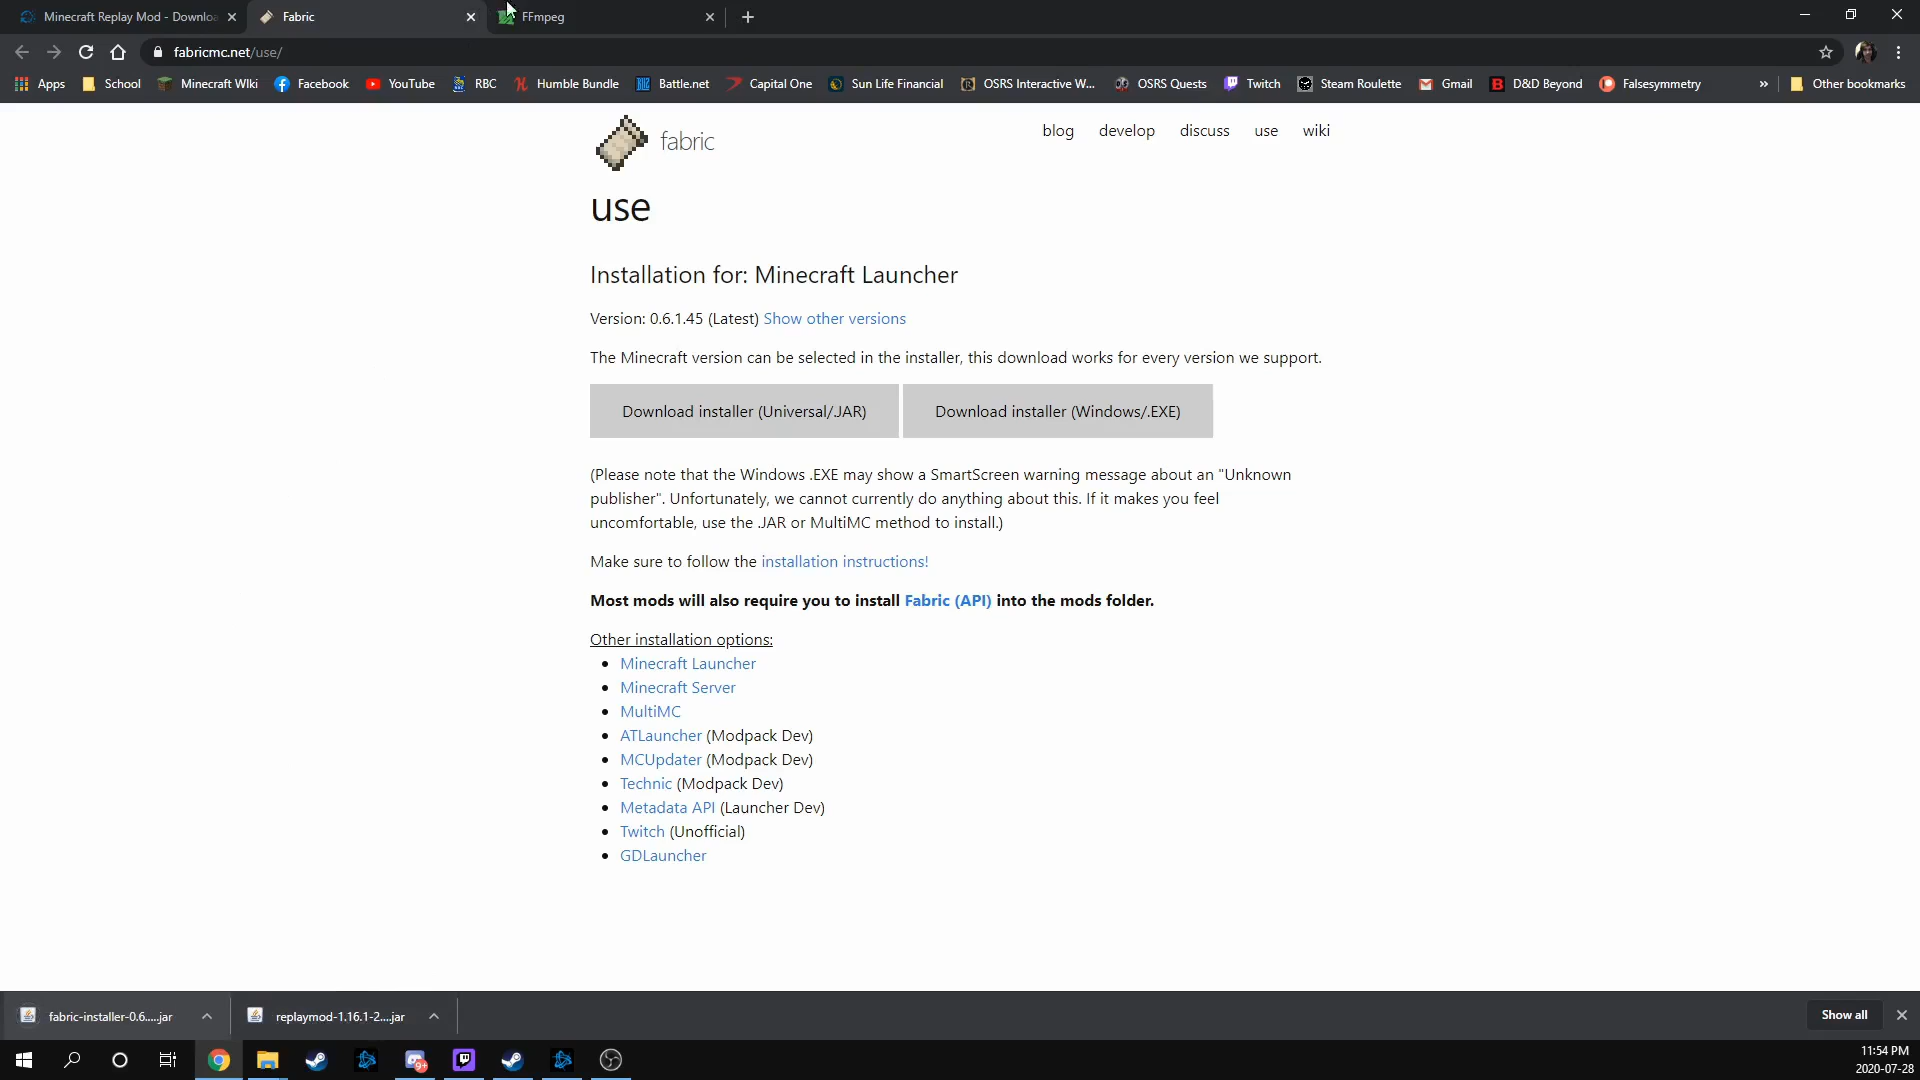 Minecraft Replay Mod - Downloa
Fabric
FFmpeg
fabricmc.net/use/
Apps
School
Minecraft WIki
Facebook
YouTube
RBC
Humble Bundle
Battle.net
Capital One
Sun Life Financial
OSRS Interactive W...
OSRS Quests
Twitch
Steam Roulette
Gmail
D&D Beyond
Falsesymmetry
»
Other bookmarks
fabric
blog
develop
discuss
use
wiki
use
Installation for: Minecraft Launcher
Version: 0.6.1.45 (Latest) Show other versions
The Minecraft version can be selected in the installer, this download works for every version we support.
Download installer (Universal/.JAR)
Download installer (Windows/.EXE)
(Please note that the Windows .EXE may show a SmartScreen warning message about an "Unknown
publisher". Unfortunately, we cannot currently do anything about this. If it makes you feel
uncomfortable, use the .JAR or MultiMC method to install.)
Make sure to follow the installation instructions!
Most mods will also require you to install Fabric (API) into the mods folder.
Other installation options:
Minecraft Launcher
Minecraft Server
MultiMC
ATLauncher (Modpack Dev)
MCUpdater (Modpack Dev)
Technic (Modpack Dev)
Metadata API (Launcher Dev)
Twitch (Unofficial)
GDLauncher
fabric-installer-0.6.....jar
replaymod-1.16.1-2....jar
Show all
9+
11:54 PM
2020-07-28